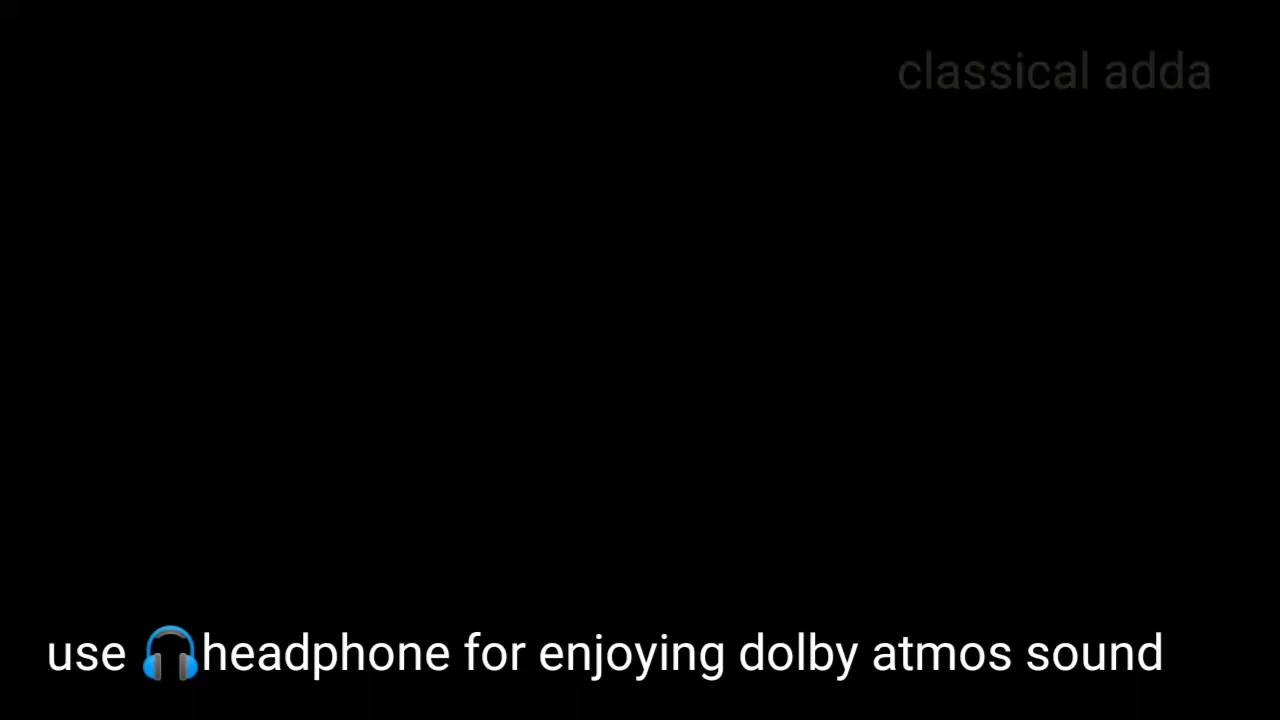 classical adda
use 🎧headphone for enjoying dolby atmos sound